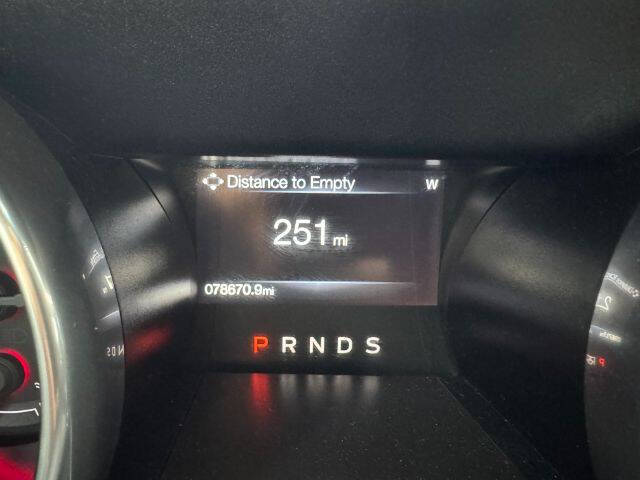 Distance to Empty W
251 mi
078670.9mi
P R N D S